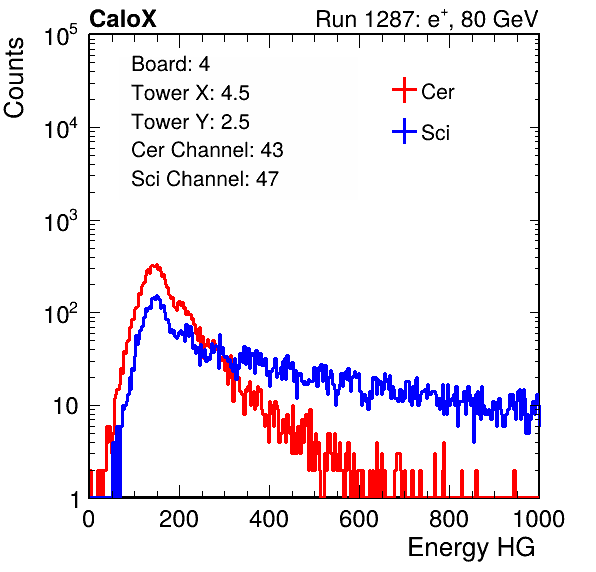 CaloX Run 1287: e⁺, 80 GeV
Counts
Board: 4
Tower X: 4.5
Tower Y: 2.5
Cer Channel: 43
Sci Channel: 47
Cer
Sci
10⁵
10⁴
10³
10²
10
1
0 200 400 600 800 1000
Energy HG